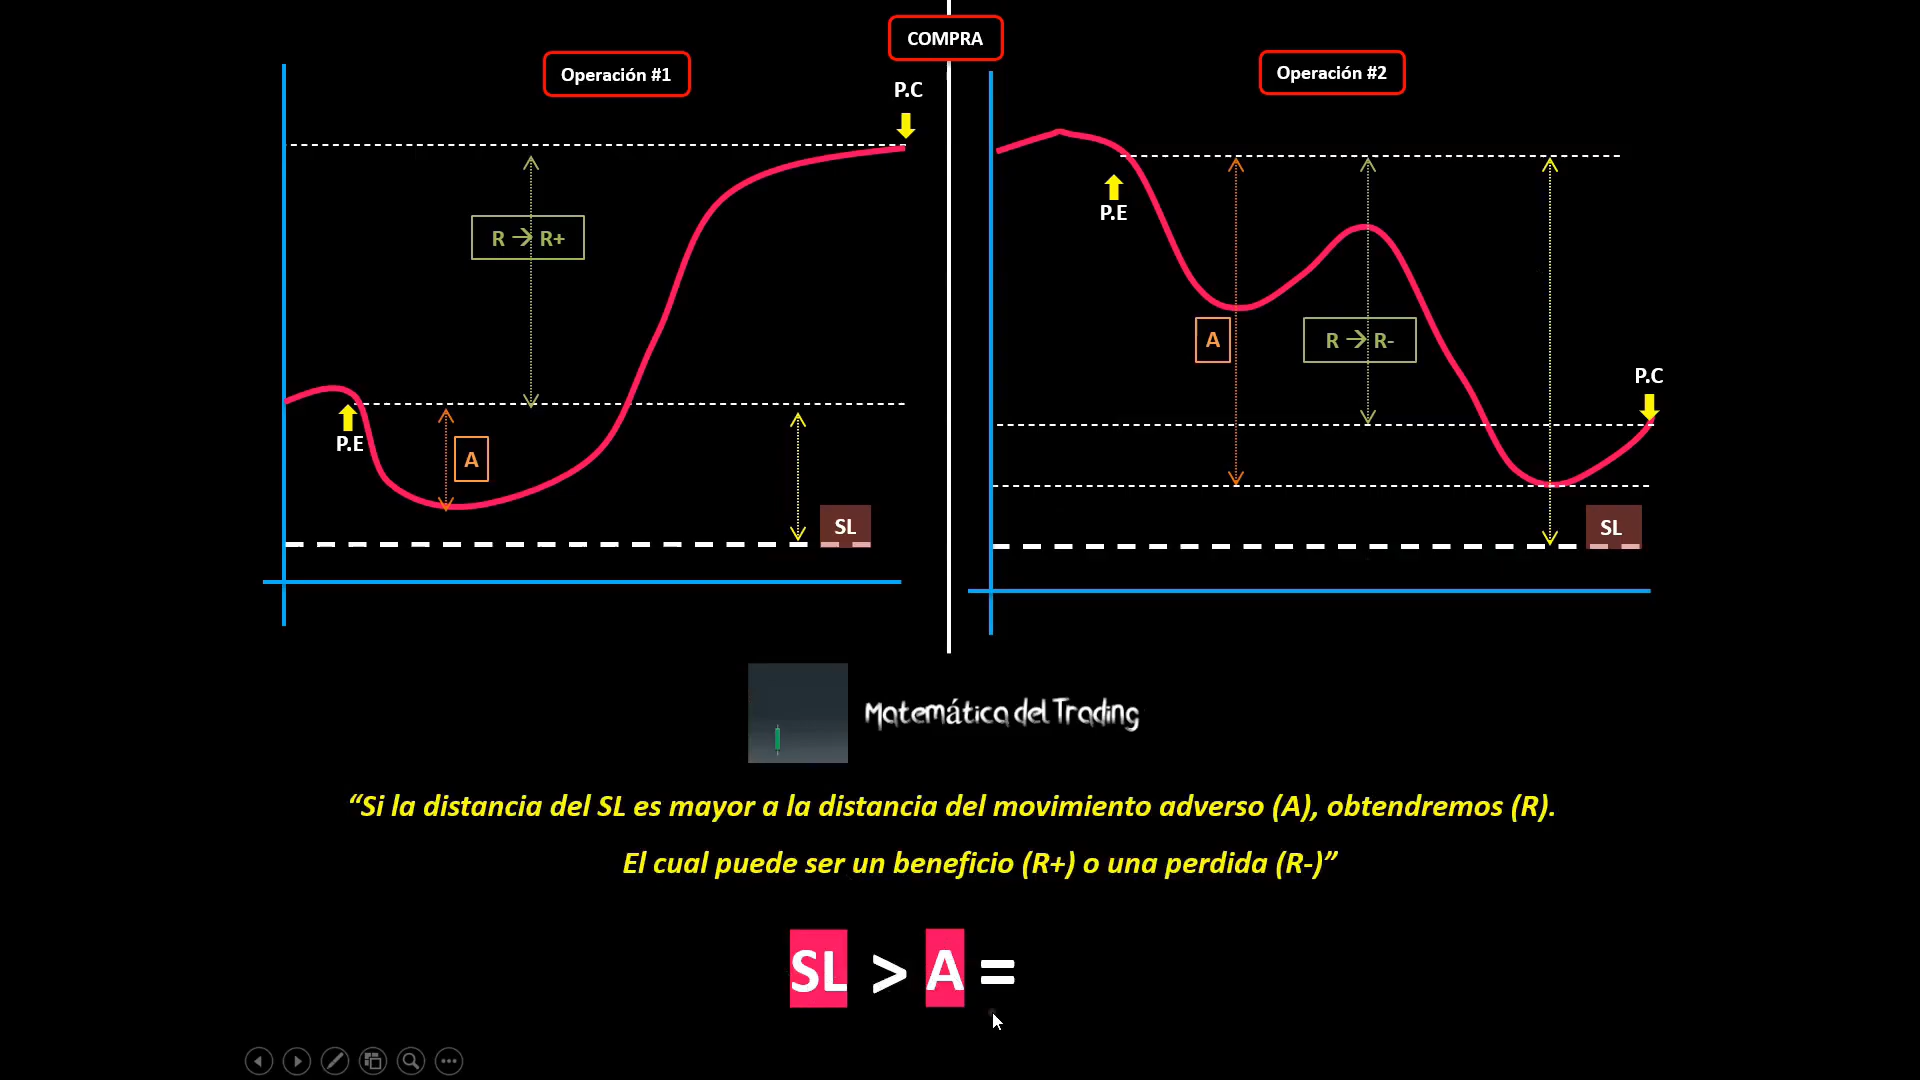 COMPRA
Operación #1
P.C
R → R+
P.E
A
SL
Operación #2
P.E
A
R → R-
P.C
SL
Matemática del Trading
“Si la distancia del SL es mayor a la distancia del movimiento adverso (A), obtendremos (R).
El cual puede ser un beneficio (R+) o una perdida (R-)”
SL > A =